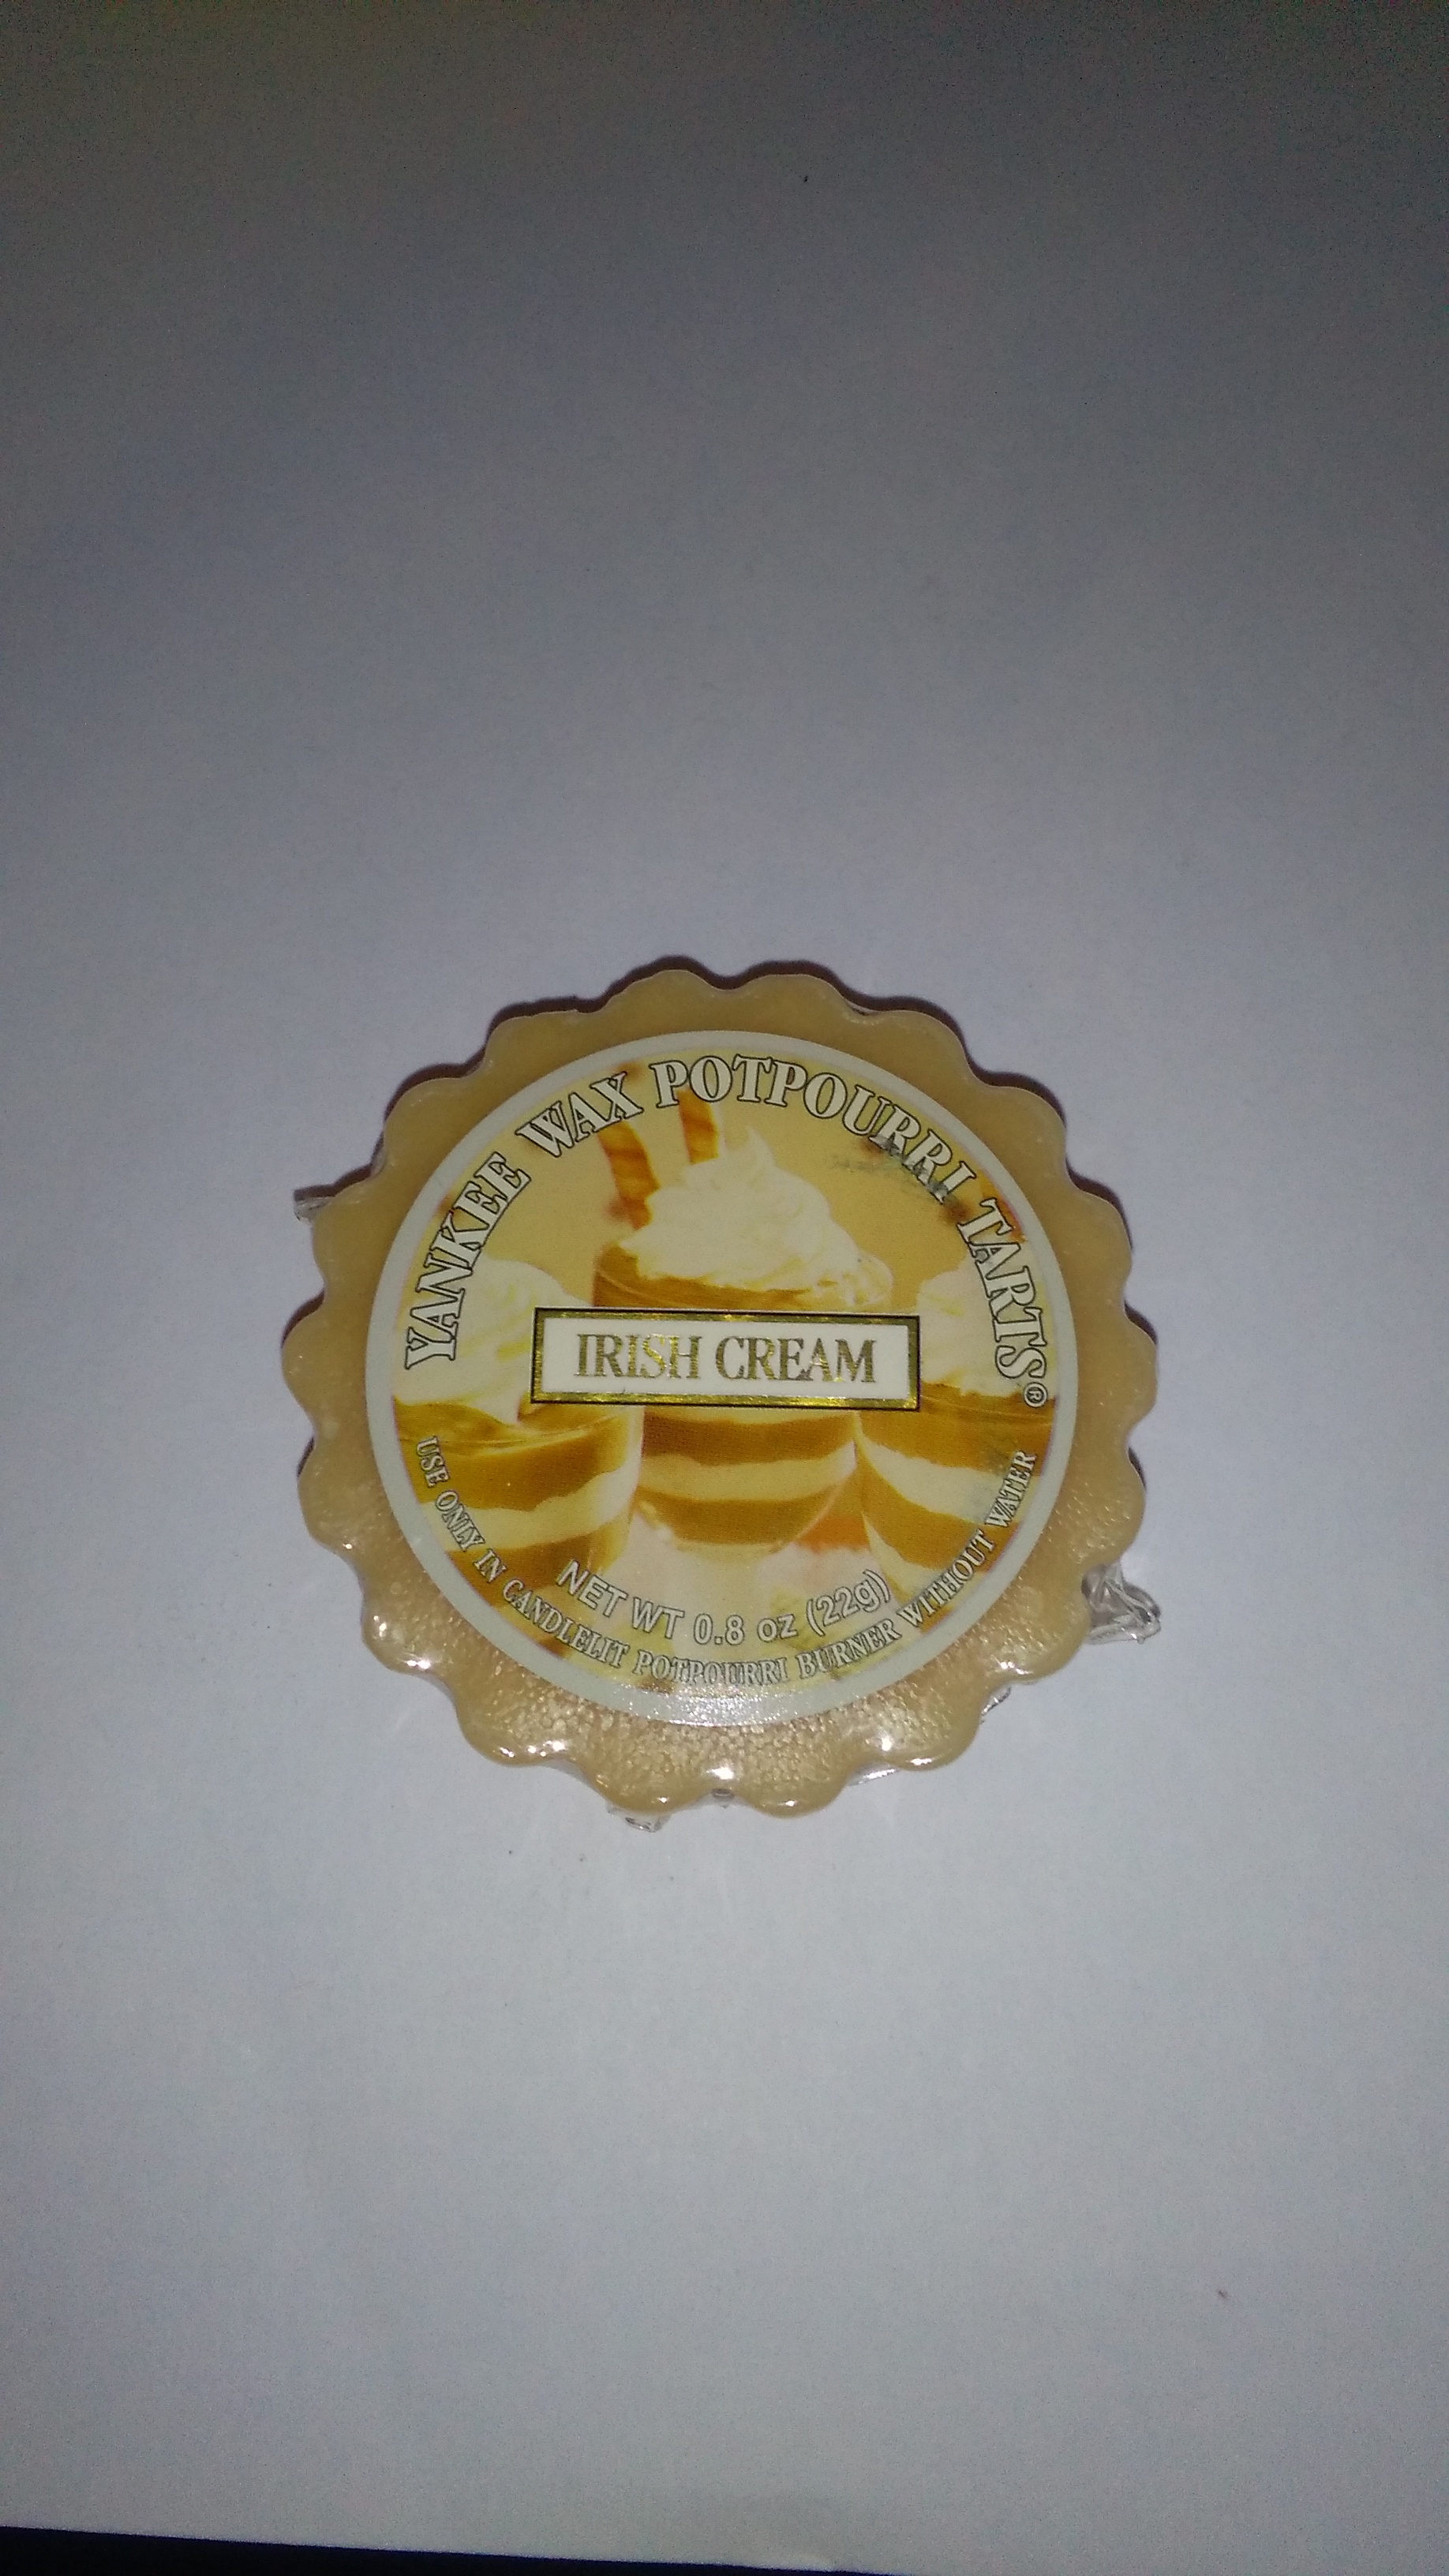 YANKEE WAX POTPOURRI TARTS®
IRISH CREAM
NET WT 0.8 oz (22g)
USE ONLY IN CANDLELIT POTPOURRI BURNER WITHOUT WATER